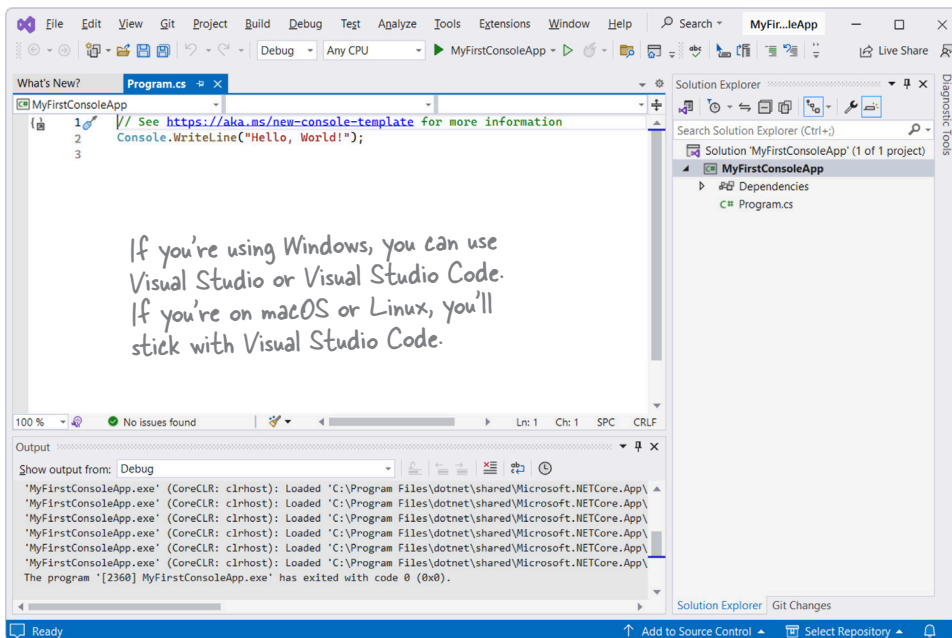 File Edit View Git Project Build Debug Test Analyze Tools Extensions Window Help Search MyFir...leApp
Debug Any CPU MyFirstConsoleApp Live Share
What's New? Program.cs
MyFirstConsoleApp
1 // See https://aka.ms/new-console-template for more information
2 Console.WriteLine("Hello, World!");
3
If you're using Windows, you can use
Visual Studio or Visual Studio Code.
If you're on macOS or Linux, you'll
stick with Visual Studio Code.
100 % No issues found Ln: 1 Ch: 1 SPC CRLF
Output
Show output from: Debug
'MyFirstConsoleApp.exe' (CoreCLR: clrhost): Loaded 'C:\Program Files\dotnet\shared\Microsoft.NETCore.App\
'MyFirstConsoleApp.exe' (CoreCLR: clrhost): Loaded 'C:\Program Files\dotnet\shared\Microsoft.NETCore.App\
'MyFirstConsoleApp.exe' (CoreCLR: clrhost): Loaded 'C:\Program Files\dotnet\shared\Microsoft.NETCore.App\
'MyFirstConsoleApp.exe' (CoreCLR: clrhost): Loaded 'C:\Program Files\dotnet\shared\Microsoft.NETCore.App\
'MyFirstConsoleApp.exe' (CoreCLR: clrhost): Loaded 'C:\Program Files\dotnet\shared\Microsoft.NETCore.App\
'MyFirstConsoleApp.exe' (CoreCLR: clrhost): Loaded 'C:\Program Files\dotnet\shared\Microsoft.NETCore.App\
The program '[2360] MyFirstConsoleApp.exe' has exited with code 0 (0x0).
Solution Explorer
Search Solution Explorer (Ctrl+;)
Solution 'MyFirstConsoleApp' (1 of 1 project)
C# MyFirstConsoleApp
Dependencies
C# Program.cs
Solution Explorer Git Changes
Diagnostic Tools
Ready Add to Source Control Select Repository